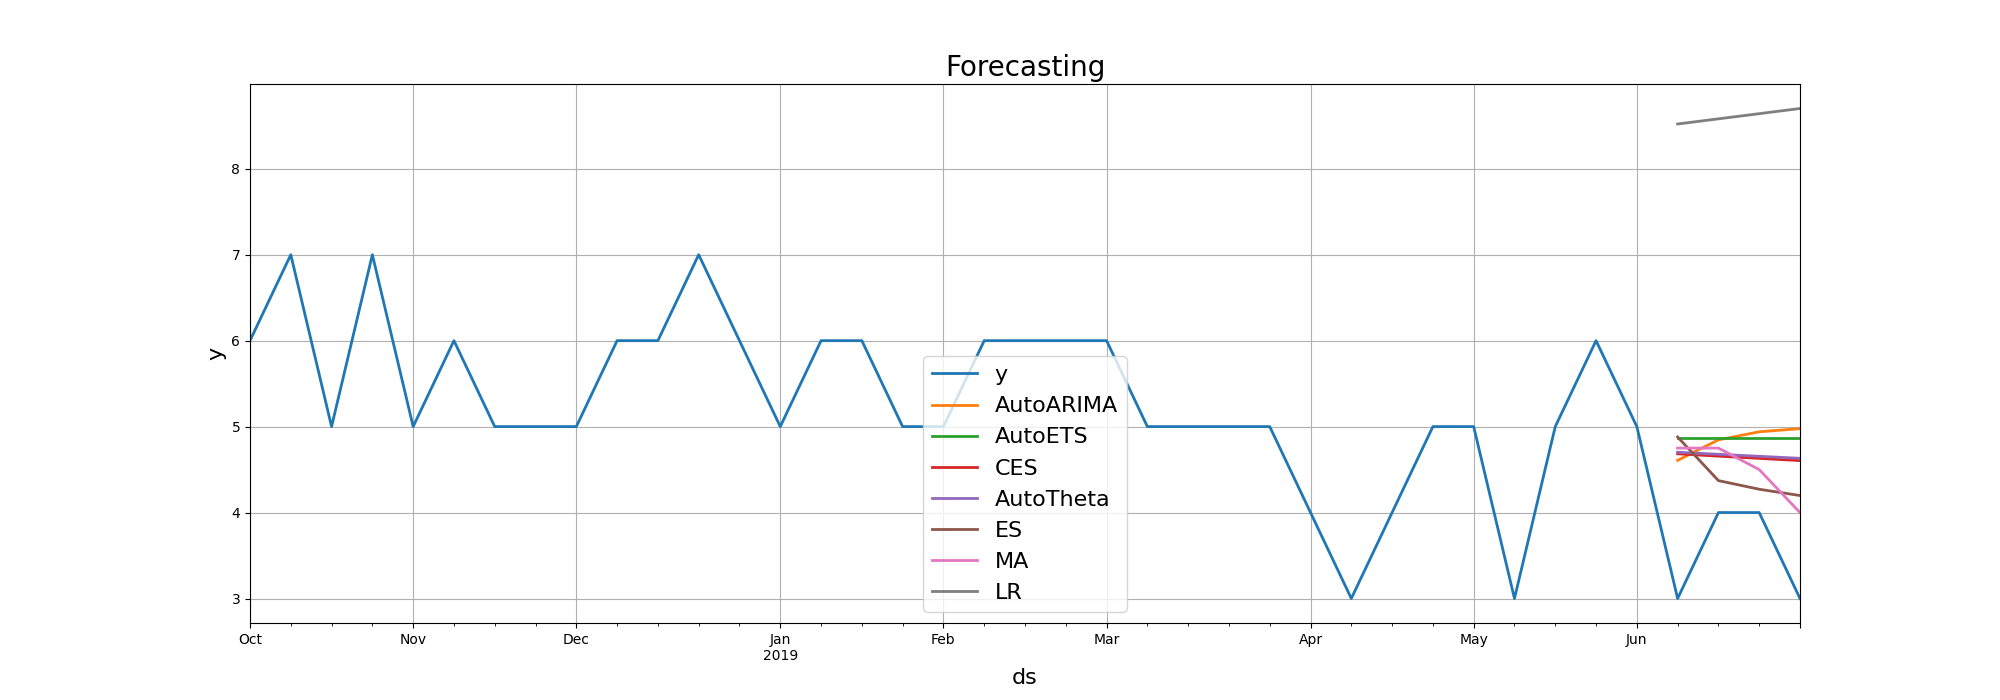 Forecasting
y
8
7
6
5
4
3
y
AutoARIMA
AutoETS
CES
AutoTheta
ES
MA
LR
Oct Nov Dec Jan Feb Mar Apr May Jun
2019
ds